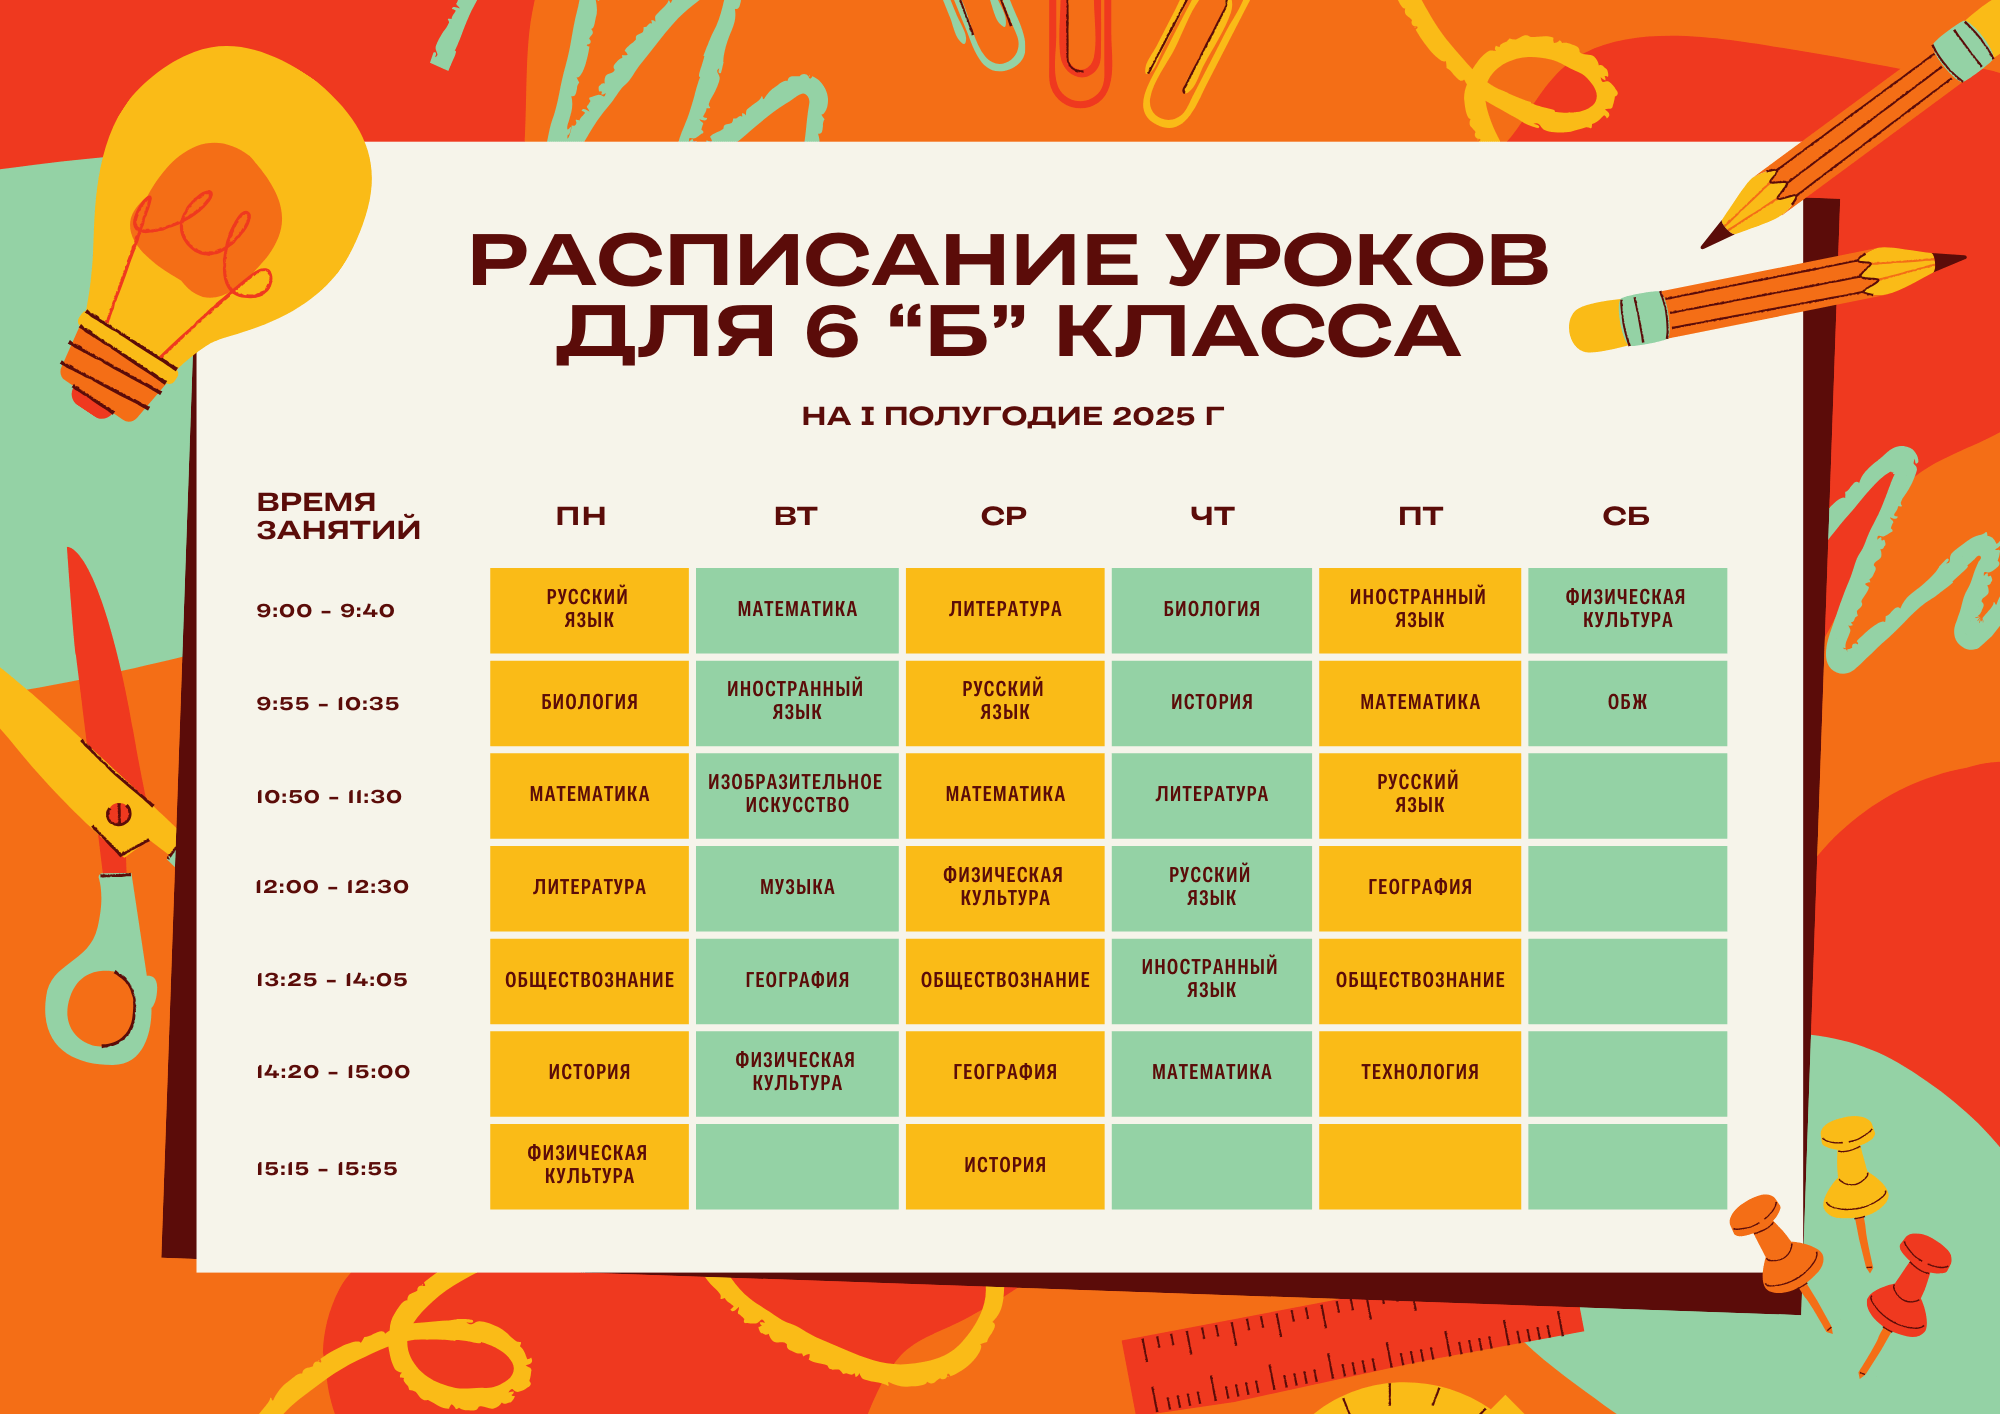 РАСПИСАНИЕ УРОКОВ
ДЛЯ 6 “Б” КЛАССА
НА I ПОЛУГОДИЕ 2025 Г
ВРЕМЯ
ЗАНЯТИЙ
ПН
ВТ
СР
ЧТ
ПТ
СБ
9:00 - 9:40
РУССКИЙ
ЯЗЫК
МАТЕМАТИКА
ЛИТЕРАТУРА
БИОЛОГИЯ
ИНОСТРАННЫЙ
ЯЗЫК
ФИЗИЧЕСКАЯ
КУЛЬТУРА
9:55 - 10:35
БИОЛОГИЯ
ИНОСТРАННЫЙ
ЯЗЫК
РУССКИЙ
ЯЗЫК
ИСТОРИЯ
МАТЕМАТИКА
ОБЖ
10:50 - 11:30
МАТЕМАТИКА
ИЗОБРАЗИТЕЛЬНОЕ
ИСКУССТВО
МАТЕМАТИКА
ЛИТЕРАТУРА
РУССКИЙ
ЯЗЫК
12:00 - 12:30
ЛИТЕРАТУРА
МУЗЫКА
ФИЗИЧЕСКАЯ
КУЛЬТУРА
РУССКИЙ
ЯЗЫК
ГЕОГРАФИЯ
13:25 - 14:05
ОБЩЕСТВОЗНАНИЕ
ГЕОГРАФИЯ
ОБЩЕСТВОЗНАНИЕ
ИНОСТРАННЫЙ
ЯЗЫК
ОБЩЕСТВОЗНАНИЕ
14:20 - 15:00
ИСТОРИЯ
ФИЗИЧЕСКАЯ
КУЛЬТУРА
ГЕОГРАФИЯ
МАТЕМАТИКА
ТЕХНОЛОГИЯ
15:15 - 15:55
ФИЗИЧЕСКАЯ
КУЛЬТУРА
ИСТОРИЯ